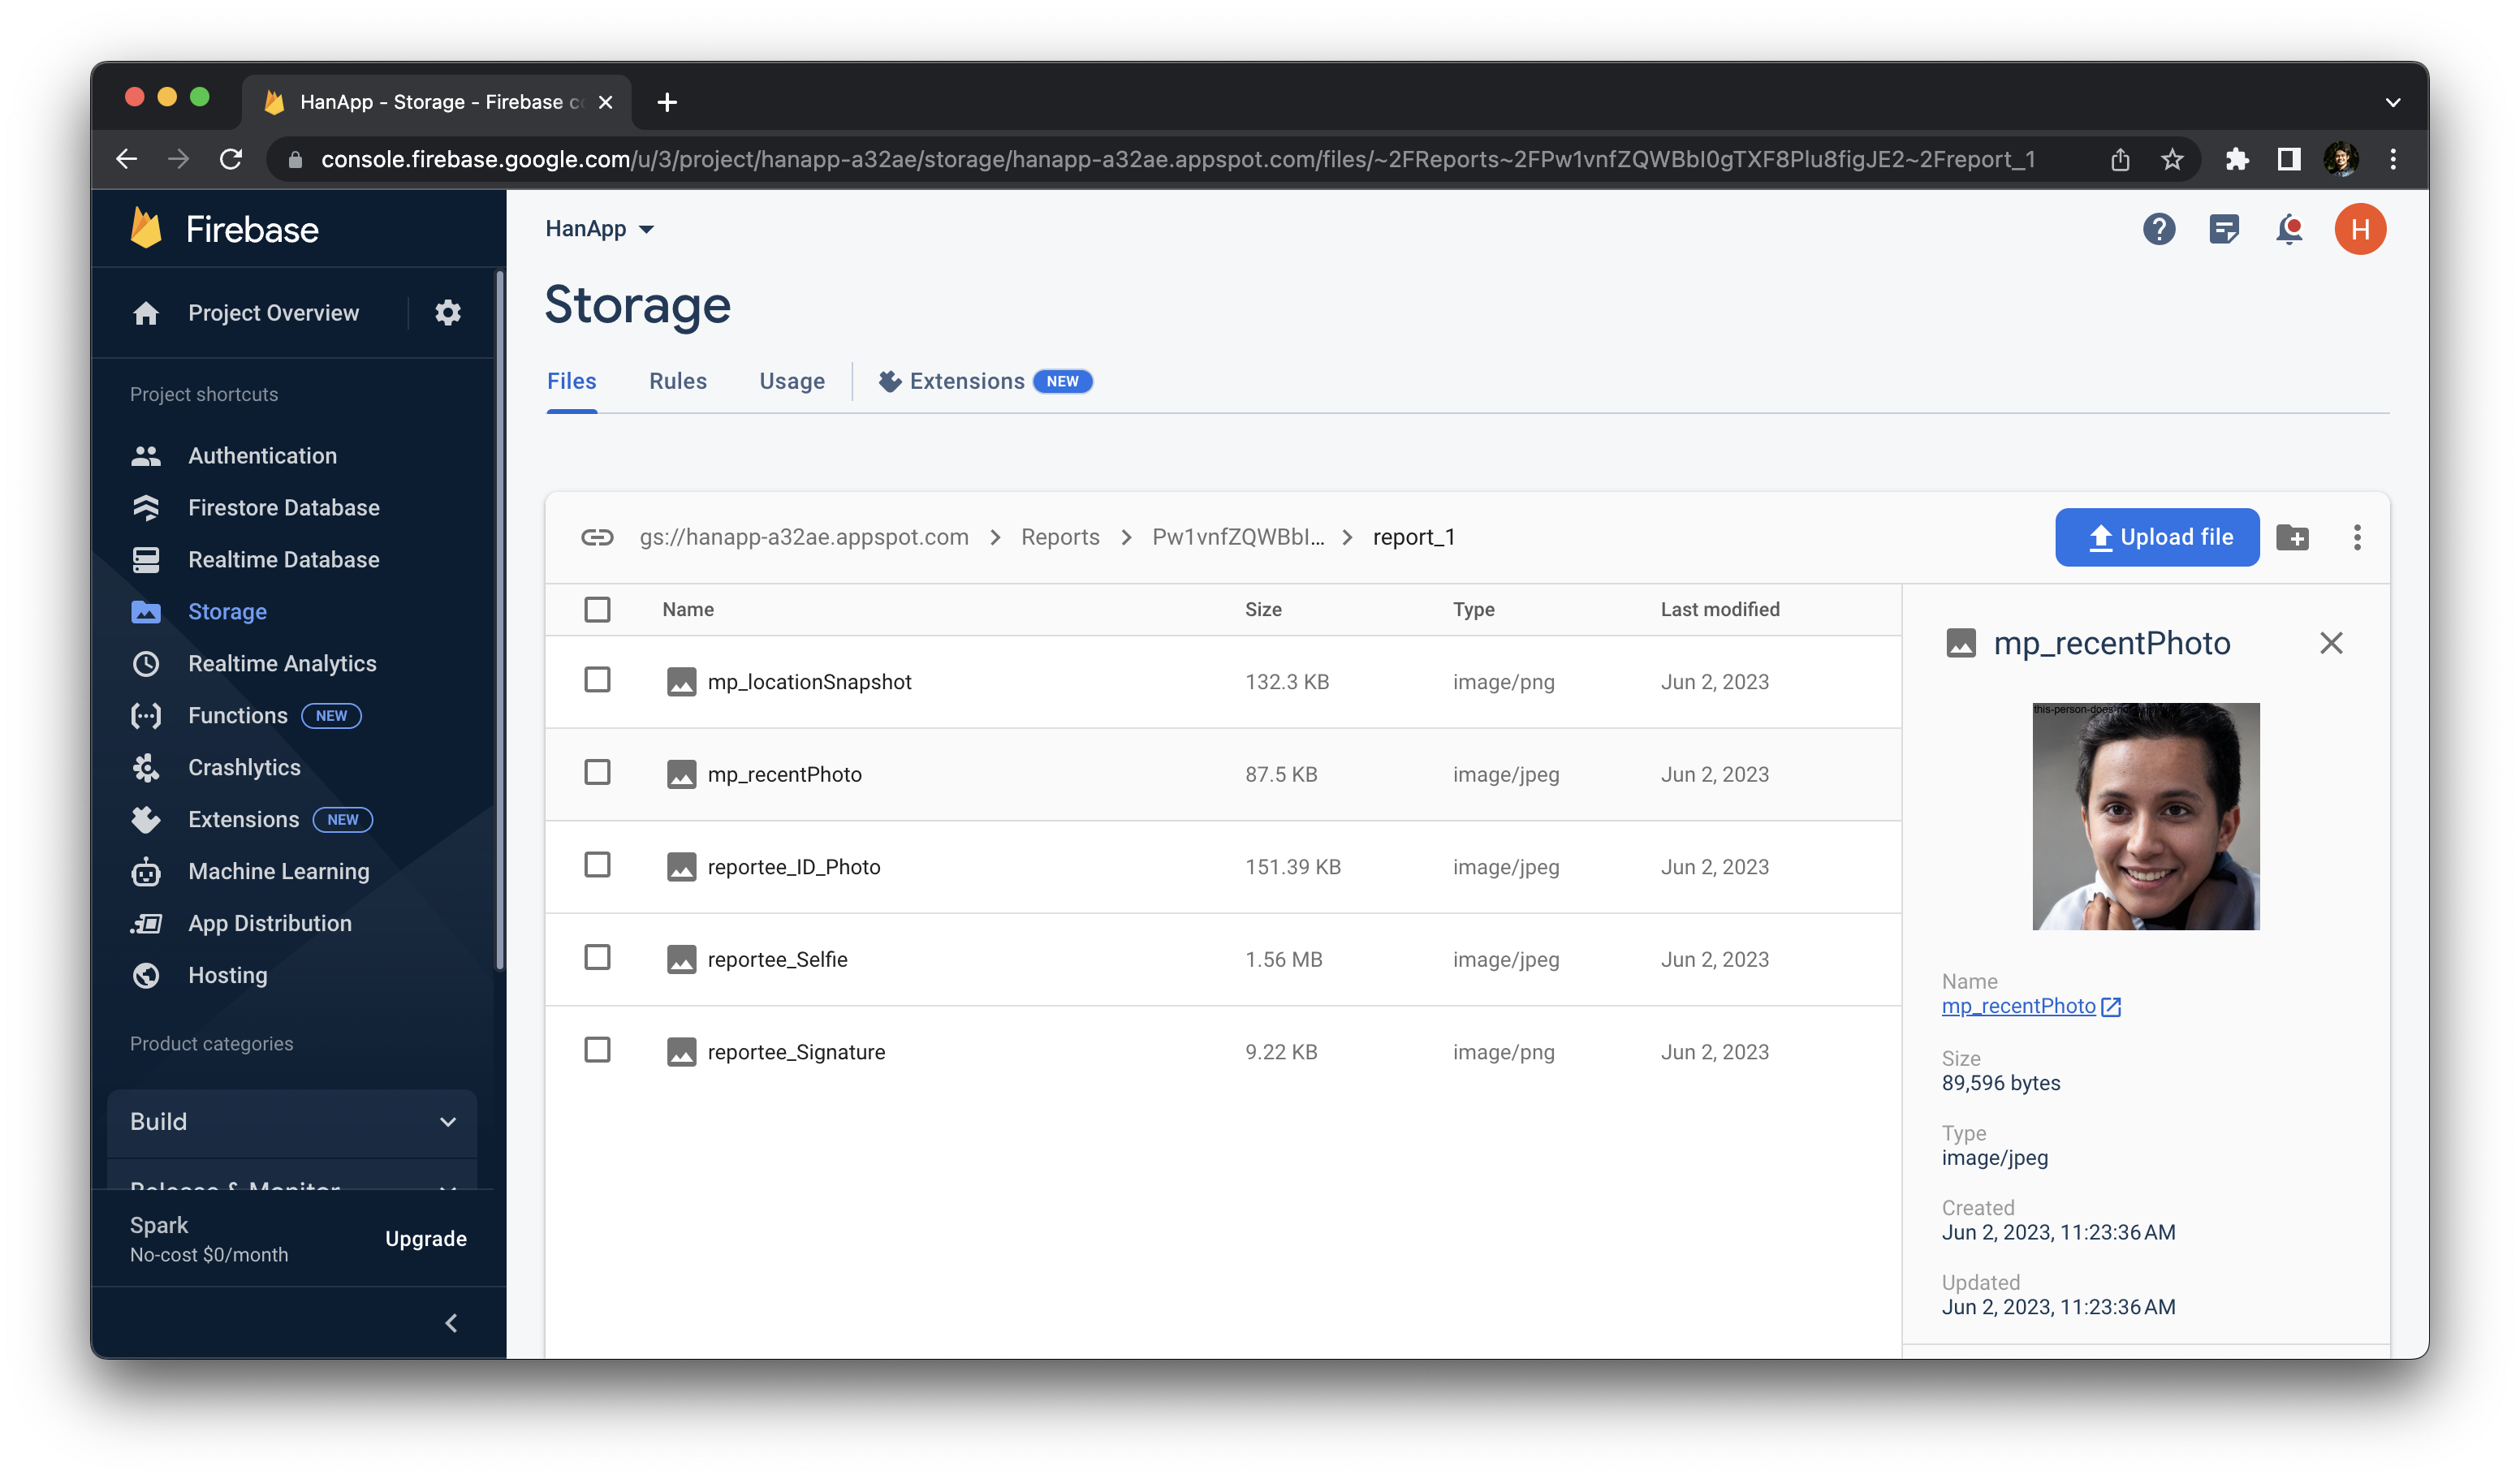 HanApp - Storage - Firebase co
console.firebase.google.com/u/3/project/hanapp-a32ae/storage/hanapp-a32ae.appspot.com/files/~2FReports~2FPw1vnfZQWBbI0gTXF8Plu8figJE2~2Freport_1
Firebase
HanApp
H
Project Overview
Storage
Files Rules Usage Extensions NEW
Project shortcuts
Authentication
Firestore Database
Realtime Database
Storage
Realtime Analytics
Functions NEW
Crashlytics
Extensions NEW
Machine Learning
App Distribution
Hosting
Product categories
Build
Release & Monitor
Spark
No-cost $0/month
Upgrade
gs://hanapp-a32ae.appspot.com > Reports > Pw1vnfZQWBbI... > report_1
Upload file
Name Size Type Last modified
mp_locationSnapshot 132.3 KB image/png Jun 2, 2023
mp_recentPhoto 87.5 KB image/jpeg Jun 2, 2023
reportee_ID_Photo 151.39 KB image/jpeg Jun 2, 2023
reportee_Selfie 1.56 MB image/jpeg Jun 2, 2023
reportee_Signature 9.22 KB image/png Jun 2, 2023
mp_recentPhoto
this-person-does-
Name
mp_recentPhoto
Size
89,596 bytes
Type
image/jpeg
Created
Jun 2, 2023, 11:23:36 AM
Updated
Jun 2, 2023, 11:23:36 AM